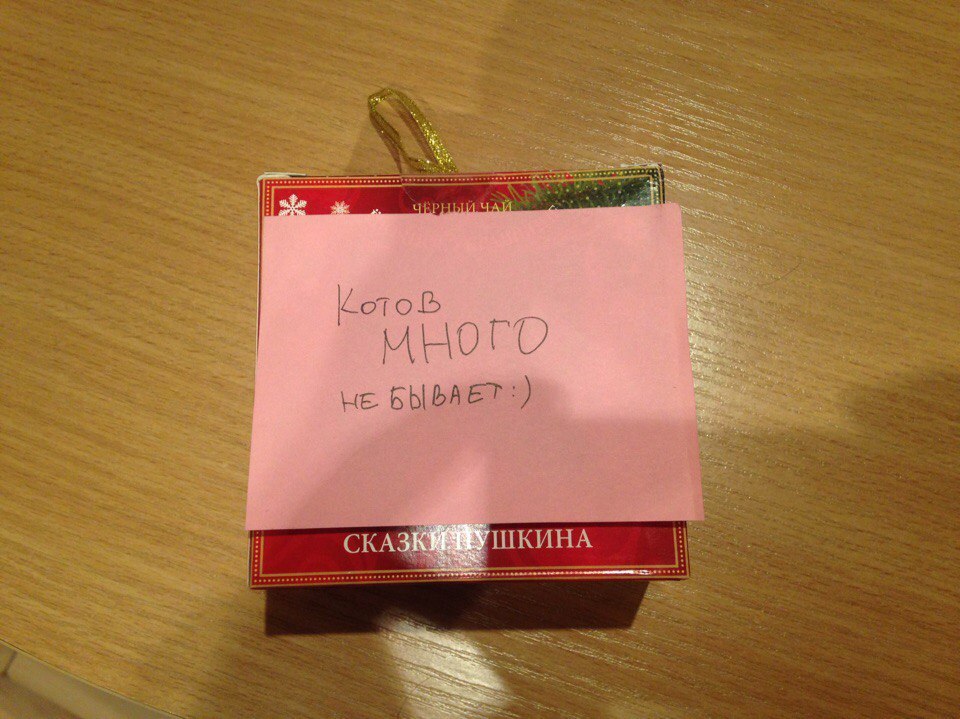 ЧЁРНЫЙ ЧАЙ
Котов
МНОГО
НЕ БЫВАЕТ:)
СКАЗКИ ПУШКИНА